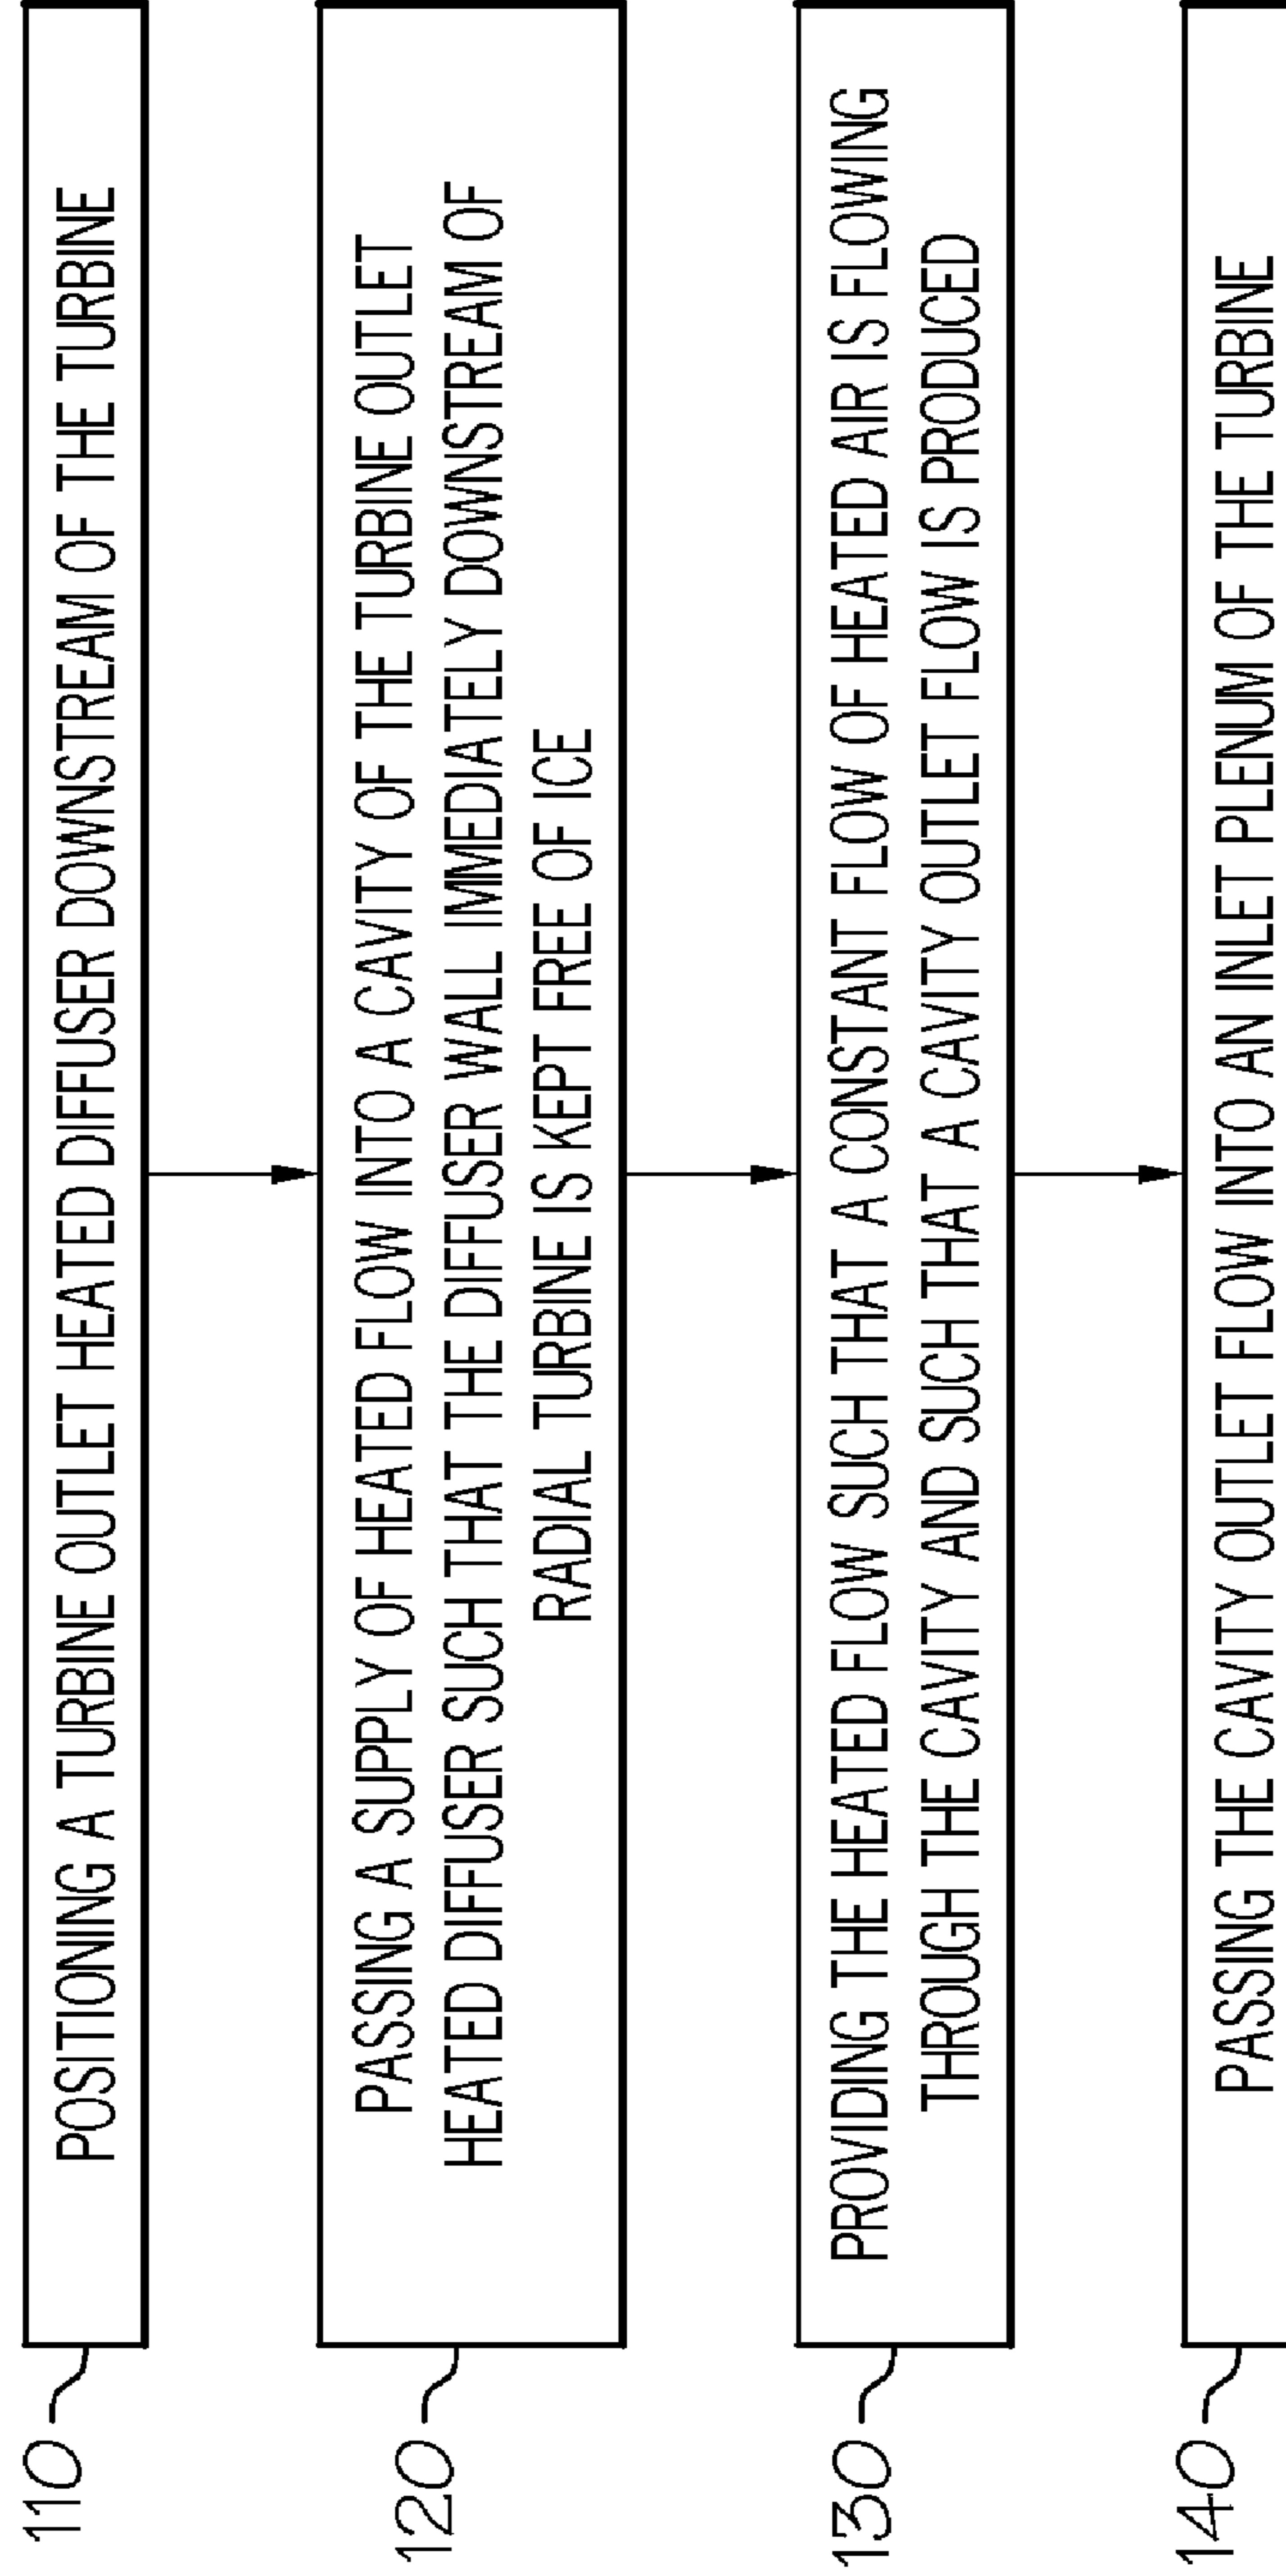 110
POSITIONING A TURBINE OUTLET HEATED DIFFUSER DOWNSTREAM OF THE TURBINE
120
PASSING A SUPPLY OF HEATED FLOW INTO A CAVITY OF THE TURBINE OUTLET
HEATED DIFFUSER SUCH THAT THE DIFFUSER WALL IMMEDIATELY DOWNSTREAM OF
RADIAL TURBINE IS KEPT FREE OF ICE
130
PROVIDING THE HEATED FLOW SUCH THAT A CONSTANT FLOW OF HEATED AIR IS FLOWING
THROUGH THE CAVITY AND SUCH THAT A CAVITY OUTLET FLOW IS PRODUCED
140
PASSING THE CAVITY OUTLET FLOW INTO AN INLET PLENUM OF THE TURBINE